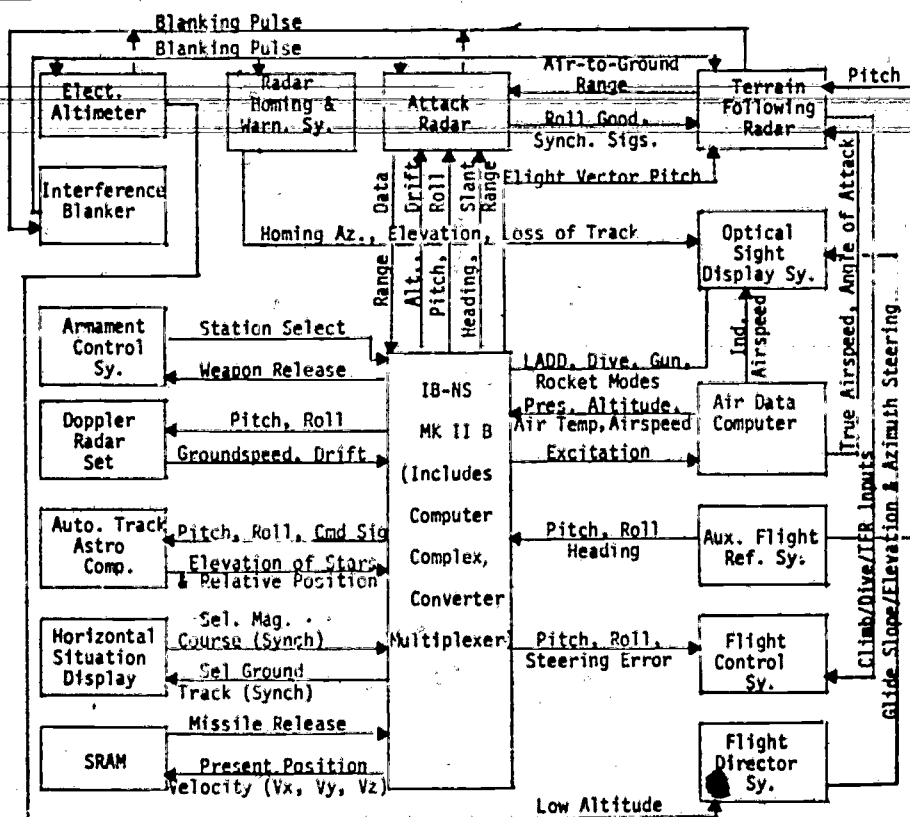 Blanking Pulse
Blanking Pulse
Elect.
Altimeter
Radar
Homing &
Warn. Sy.
Attack
Radar
Air-to-Ground
Range
Roll Good,
Synch. Sigs.
Terrain
Following
Radar
Pitch
Interference
Blanker
Range Data
Alt., Drift
Pitch, Roll
Heading, Slant
Range
Flight Vector Pitch
Homing Az., Elevation, Loss of Track
Optical
Sight
Display Sy.
Ind.
Airspeed
True Airspeed, Angle of Attack
Armament
Control
Sy.
Station Select
Weapon Release
IB-NS
MK II B
(Includes
Computer
Complex,
Converter
Multiplexer)
LADD, Dive, Gun,
Rocket Modes
Pres. Altitude,
Air Temp, Airspeed
Excitation
Air Data
Computer
Doppler
Radar
Set
Pitch, Roll
Groundspeed, Drift
Auto. Track
Astro
Comp.
Pitch, Roll, Cmd Sig
Elevation of Stars
& Relative Position
Pitch, Roll
Heading
Aux. Flight
Ref. Sy.
Horizontal
Situation
Display
Sel. Mag.
Course (Synch)
Sel Ground
Track (Synch)
Pitch, Roll,
Steering Error
Flight
Control
Sy.
Climb/Dive/TFR Inputs
Glide Slope/Elevation & Azimuth Steering
SRAM
Missile Release
Present Position
Velocity (Vx, Vy, Vz)
Flight
Director
Sy.
Low Altitude